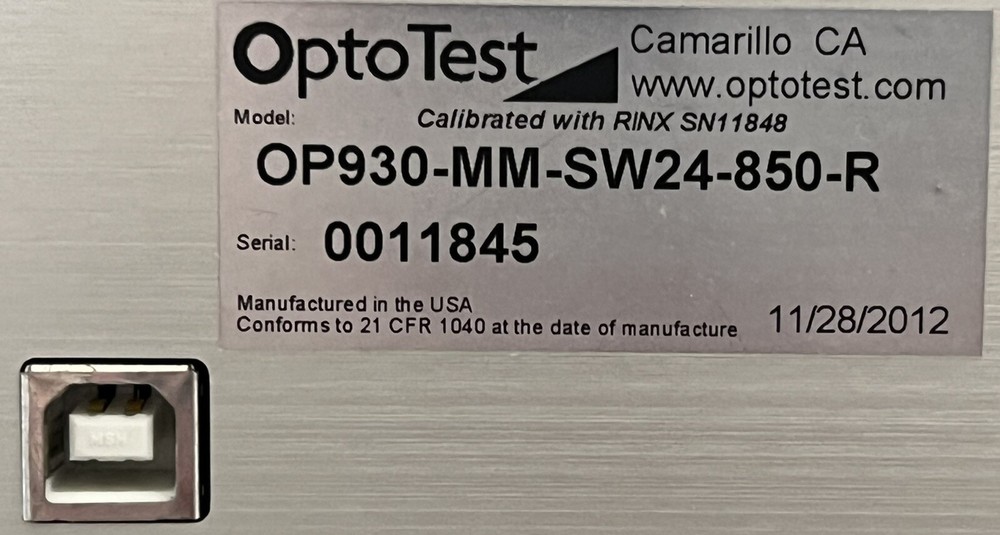 OptoTest
Camarillo CA
www.optotest.com
Model:
Calibrated with RINX SN11848
OP930-MM-SW24-850-R
Serial: 0011845
Manufactured in the USA
Conforms to 21 CFR 1040 at the date of manufacture
11/28/2012